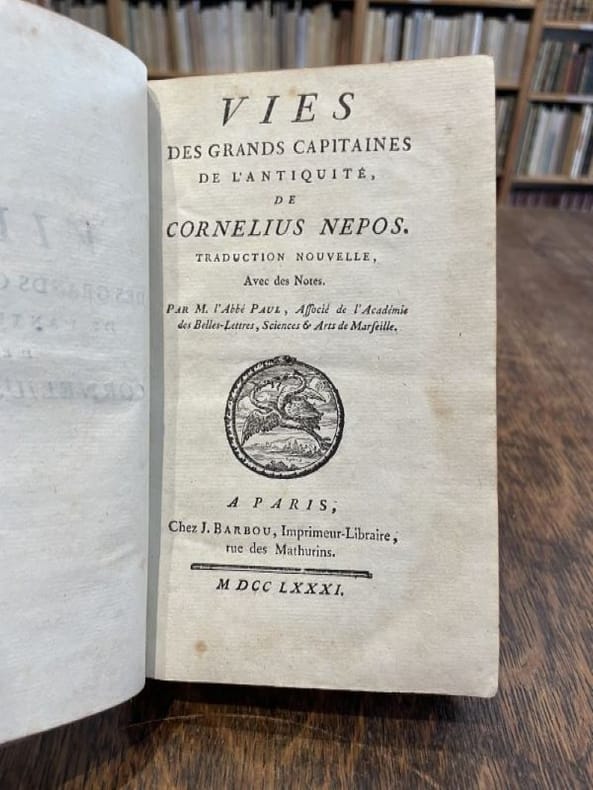 VIES
DES GRANDS CAPITAINES
DE L'ANTIQUITÉ,
DE
CORNELIUS NEPOS.
TRADUCTION NOUVELLE,
Avec des Notes.
PAR M. l'Abbé PAUL, Associé de l'Académie
des Belles-Lettres, Sciences & Arts de Marseille.
A PARIS,
Chez J. BARBOU, Imprimeur-Libraire,
rue des Mathurins.
M DCC LXXXI.